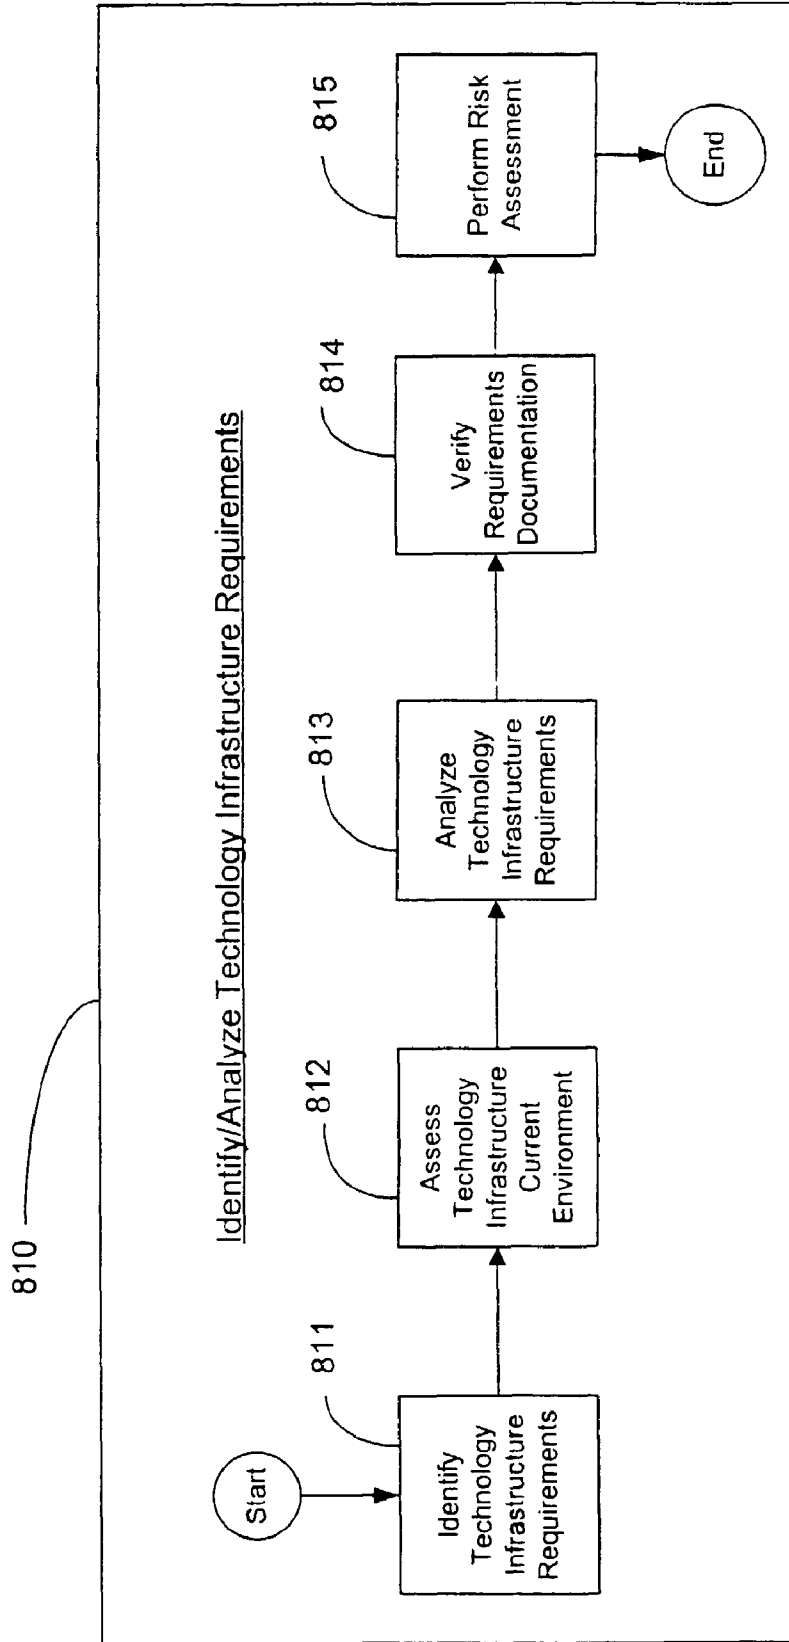 810
Identify/Analyze Technology Infrastructure Requirements
Start
811
Identify
Technology
Infrastructure
Requirements
812
Assess
Technology
Infrastructure
Current
Environment
813
Analyze
Technology
Infrastructure
Requirements
814
Verify
Requirements
Documentation
815
Perform Risk
Assessment
End